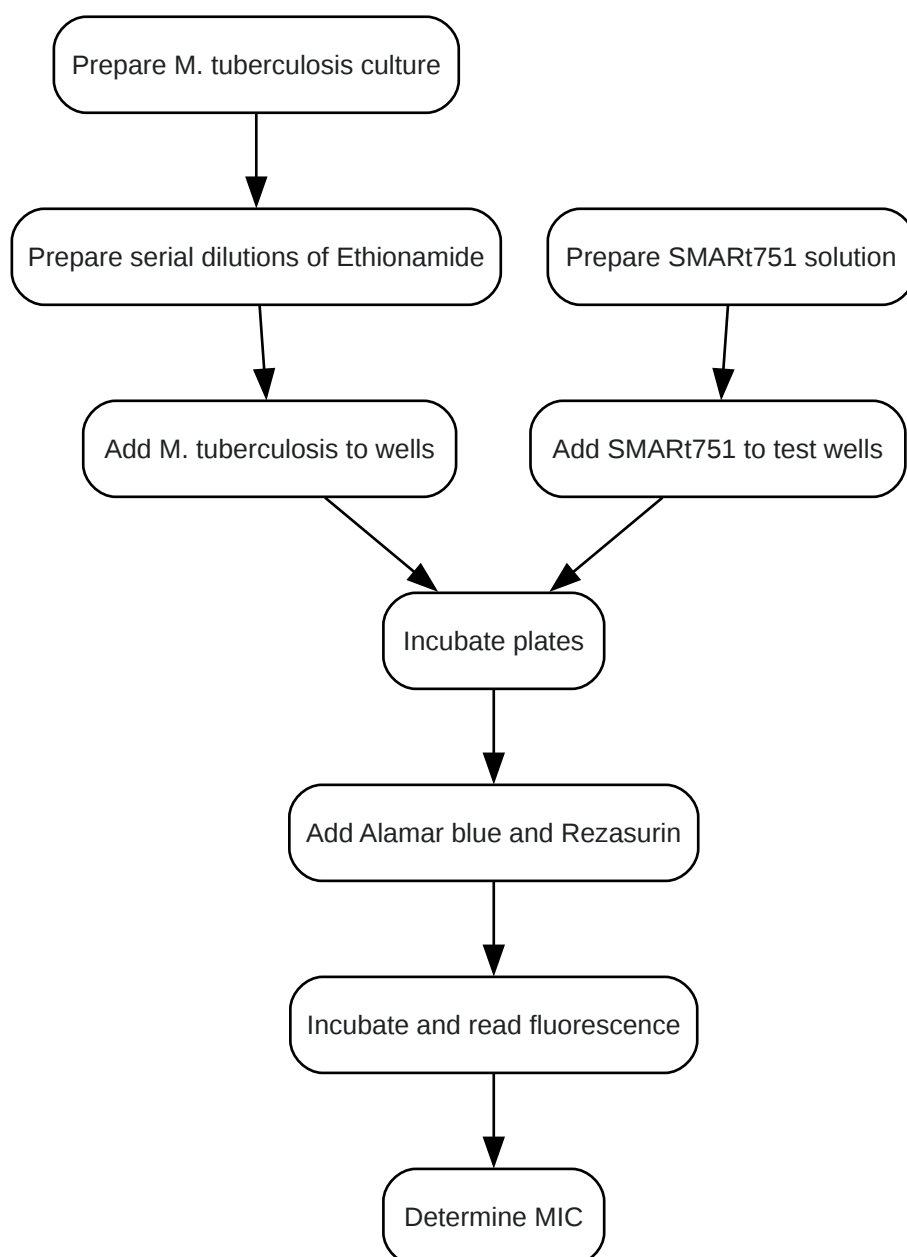 Prepare M. tuberculosis culture
Prepare serial dilutions of Ethionamide
Prepare SMARt751 solution
Add M. tuberculosis to wells
Add SMARt751 to test wells
Incubate plates
Add Alamar blue and Rezasurin
Incubate and read fluorescence
Determine MIC